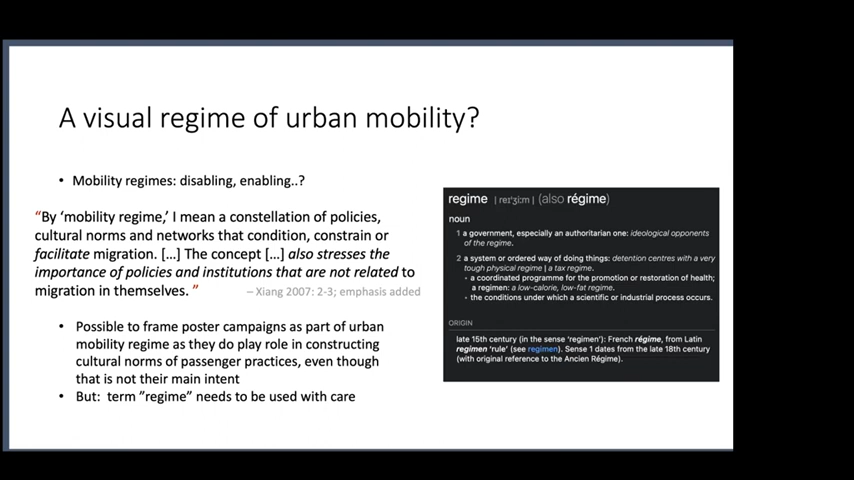 A visual regime of urban mobility?
• Mobility regimes: disabling, enabling..?
“By ‘mobility regime,’ I mean a constellation of policies,
cultural norms and networks that condition, constrain or
facilitate migration. […] The concept […] also stresses the
importance of policies and institutions that are not related to
migration in themselves. ”
– Xiang 2007: 2-3; emphasis added
• Possible to frame poster campaigns as part of urban
mobility regime as they do play role in constructing
cultural norms of passenger practices, even though
that is not their main intent
• But: term ”regime” needs to be used with care
regime | reɪˈʒiːm | (also régime)
noun
1 a government, especially an authoritarian one: ideological opponents
of the regime.
2 a system or ordered way of doing things: detention centres with a very
tough physical regime | a tax regime.
• a coordinated programme for the promotion or restoration of health;
a regimen: a low-calorie, low-fat regime.
• the conditions under which a scientific or industrial process occurs.
ORIGIN
late 15th century (in the sense ‘regimen’): French régime, from Latin
regimen ‘rule’ (see regimen). Sense 1 dates from the late 18th century
(with original reference to the Ancien Régime).